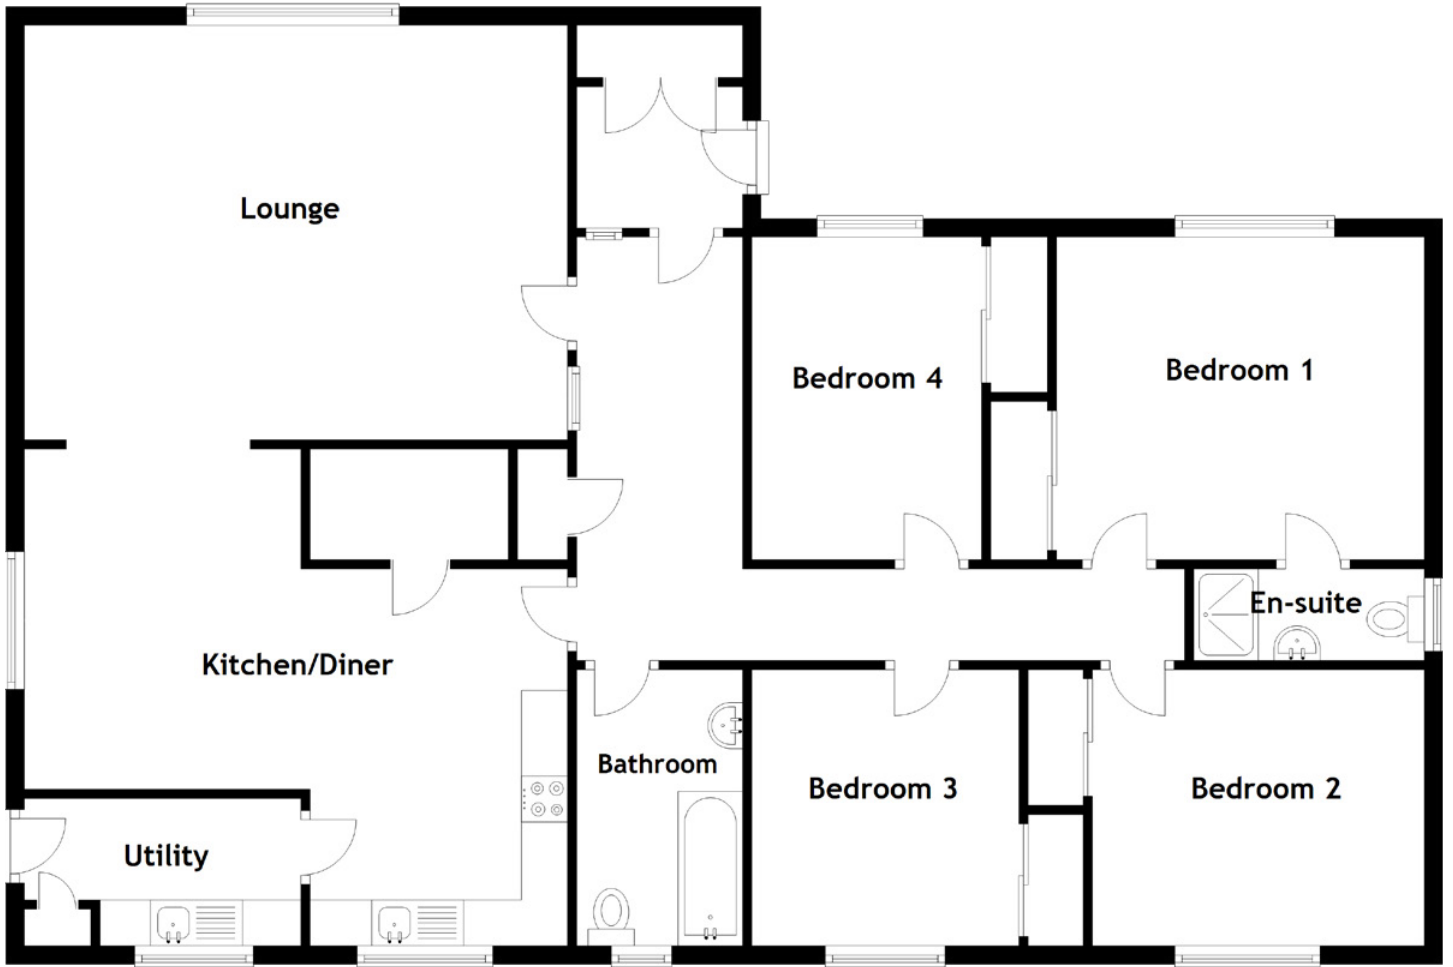 Lounge
Bedroom 4
Bedroom 1
En-suite
Kitchen/Diner
Bathroom
Bedroom 3
Bedroom 2
Utility